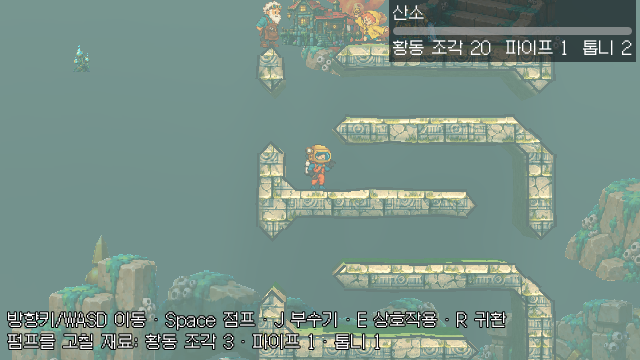 산소
황동 조각 20 파이프 1 톱니 2
방향키/WASD 이동 · Space 점프 · J 부수기 · E 상호작용 · R 귀환
펌프를 고칠 재료: 황동 조각 3 · 파이프 1 · 톱니 1